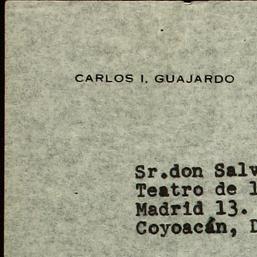 CARLOS I. GUAJARDO
Sr.don Salv
Teatro de l
Madrid 13.
Coyoacán, D